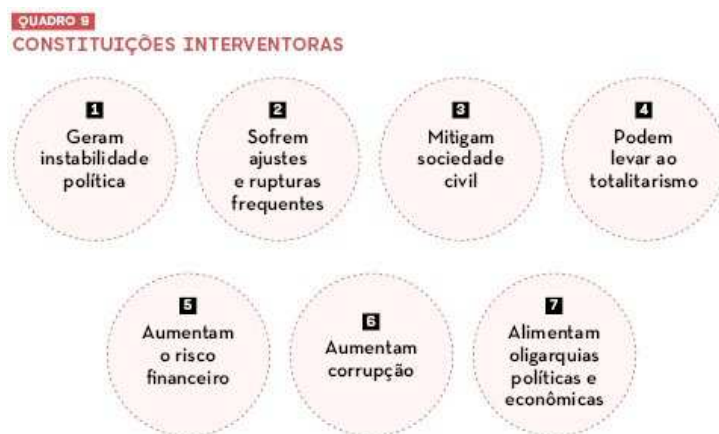 QUADRO 9
CONSTITUIÇÕES INTERVENTORAS
1
Geram
instabilidade
política
2
Sofrem
ajustes
e rupturas
frequentes
3
Mitigam
sociedade
civil
4
Podem
levar ao
totalitarismo
5
Aumentam
o risco
financeiro
6
Aumentam
corrupção
7
Alimentam
oligarquias
políticas e
econômicas